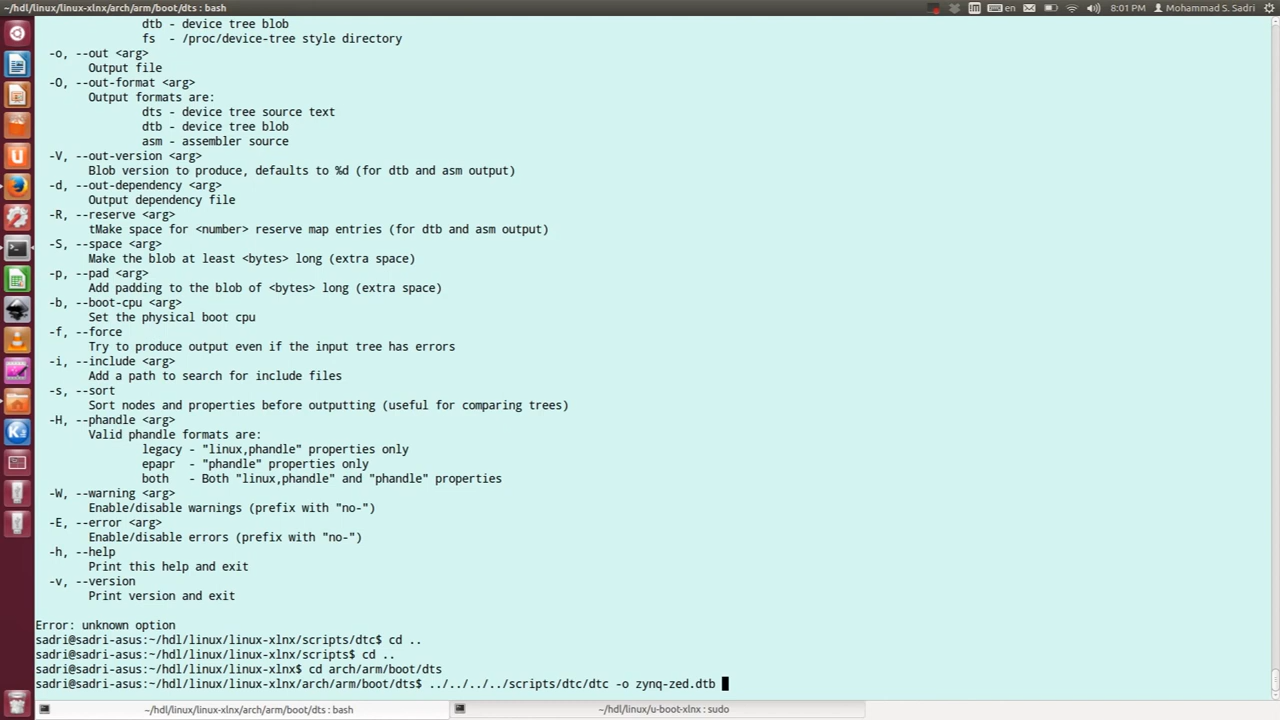 ~/hdl/linux/linux-xlnx/arch/arm/boot/dts : bash
en
8:01 PM
Mohammad S. Sadri
dtb - device tree blob
fs - /proc/device-tree style directory
-o, --out <arg>
Output file
-O, --out-format <arg>
Output formats are:
dts - device tree source text
dtb - device tree blob
asm - assembler source
-V, --out-version <arg>
Blob version to produce, defaults to %d (for dtb and asm output)
-d, --out-dependency <arg>
Output dependency file
-R, --reserve <arg>
tMake space for <number> reserve map entries (for dtb and asm output)
-S, --space <arg>
Make the blob at least <bytes> long (extra space)
-p, --pad <arg>
Add padding to the blob of <bytes> long (extra space)
-b, --boot-cpu <arg>
Set the physical boot cpu
-f, --force
Try to produce output even if the input tree has errors
-i, --include <arg>
Add a path to search for include files
-s, --sort
Sort nodes and properties before outputting (useful for comparing trees)
-H, --phandle <arg>
Valid phandle formats are:
legacy - "linux,phandle" properties only
epapr - "phandle" properties only
both - Both "linux,phandle" and "phandle" properties
-W, --warning <arg>
Enable/disable warnings (prefix with "no-")
-E, --error <arg>
Enable/disable errors (prefix with "no-")
-h, --help
Print this help and exit
-v, --version
Print version and exit
Error: unknown option
sadri@sadri-asus:~/hdl/linux/linux-xlnx/scripts/dtc$ cd ..
sadri@sadri-asus:~/hdl/linux/linux-xlnx/scripts$ cd ..
sadri@sadri-asus:~/hdl/linux/linux-xlnx$ cd arch/arm/boot/dts
sadri@sadri-asus:~/hdl/linux/linux-xlnx/arch/arm/boot/dts$ ../../../../scripts/dtc/dtc -o zynq-zed.dtb
~/hdl/linux/linux-xlnx/arch/arm/boot/dts : bash
~/hdl/linux/u-boot-xlnx : sudo